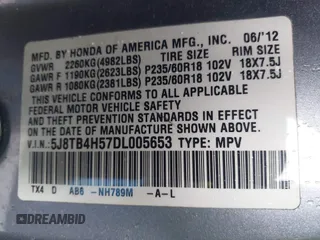 MFD. BY HONDA OF AMERICA MFG., INC. 06/'12
GVWR 2260KG(4982LBS) TIRE SIZE RIM SIZE
GAWR F 1190KG(2623LBS) P235/60R18 102V 18X7.5J
GAWR R 1080KG(2381LBS) P235/60R18 102V 18X7.5J
THIS VEHICLE CONFORMS TO ALL APPLICABLE
FEDERAL MOTOR VEHICLE SAFETY AND THEFT
PREVENTION STANDARDS IN EFFECT ON THE
DATE OF MANUFACTURE SHOWN ABOVE.
V.I.N.: 5J8TB4H57DL005653 TYPE: MPV
TX4 D AB6 -NH789M -A-L
DREAMBID